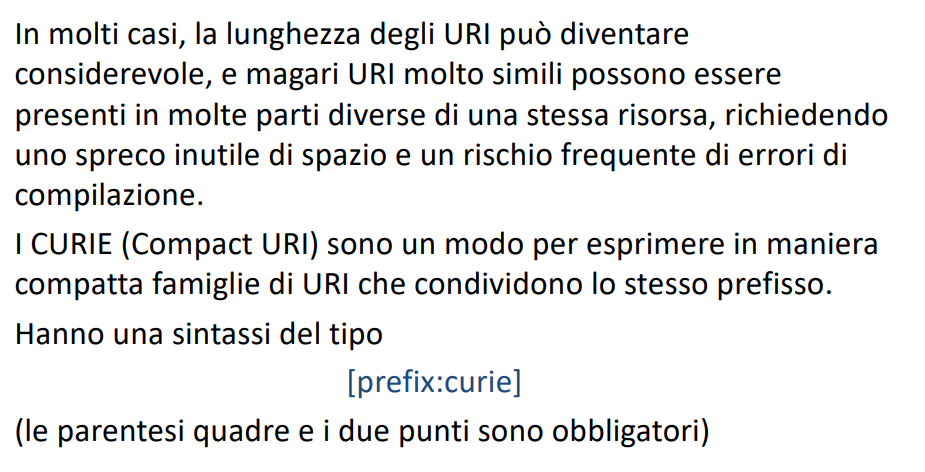 In molti casi, la lunghezza degli URI può diventare
considerevole, e magari URI molto simili possono essere
presenti in molte parti diverse di una stessa risorsa, richiedendo
uno spreco inutile di spazio e un rischio frequente di errori di
compilazione.
I CURIE (Compact URI) sono un modo per esprimere in maniera
compatta famiglie di URI che condividono lo stesso prefisso.
Hanno una sintassi del tipo
[prefix:curie]
(le parentesi quadre e i due punti sono obbligatori)